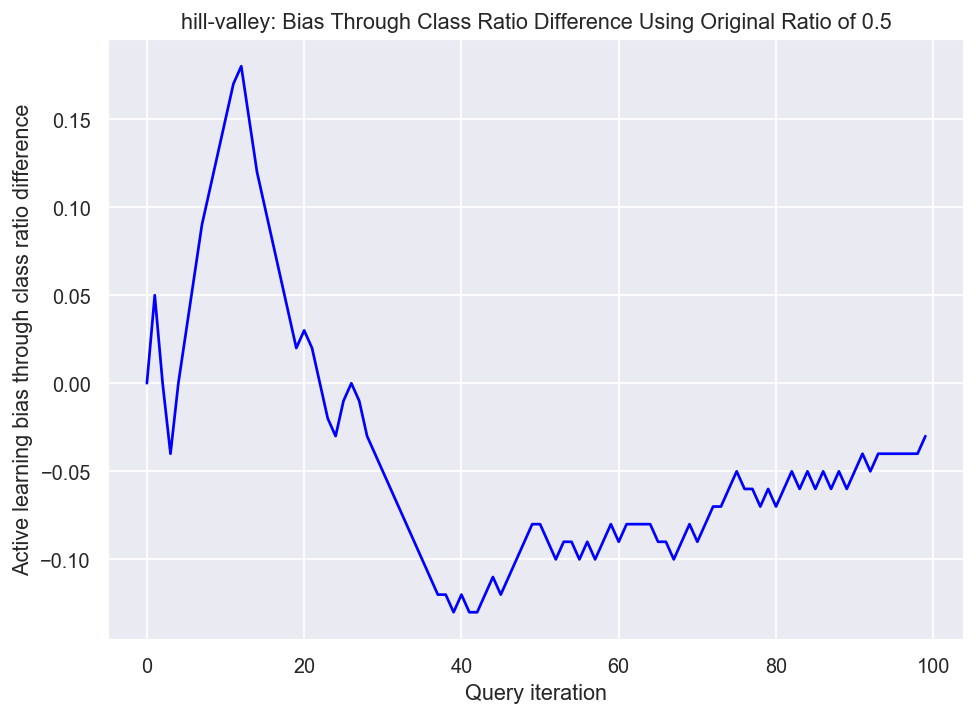 hill-valley: Bias Through Class Ratio Difference Using Original Ratio of 0.5
Active learning bias through class ratio difference
0.15
0.10
0.05
0.00
−0.05
−0.10
0 20 40 60 80 100
Query iteration